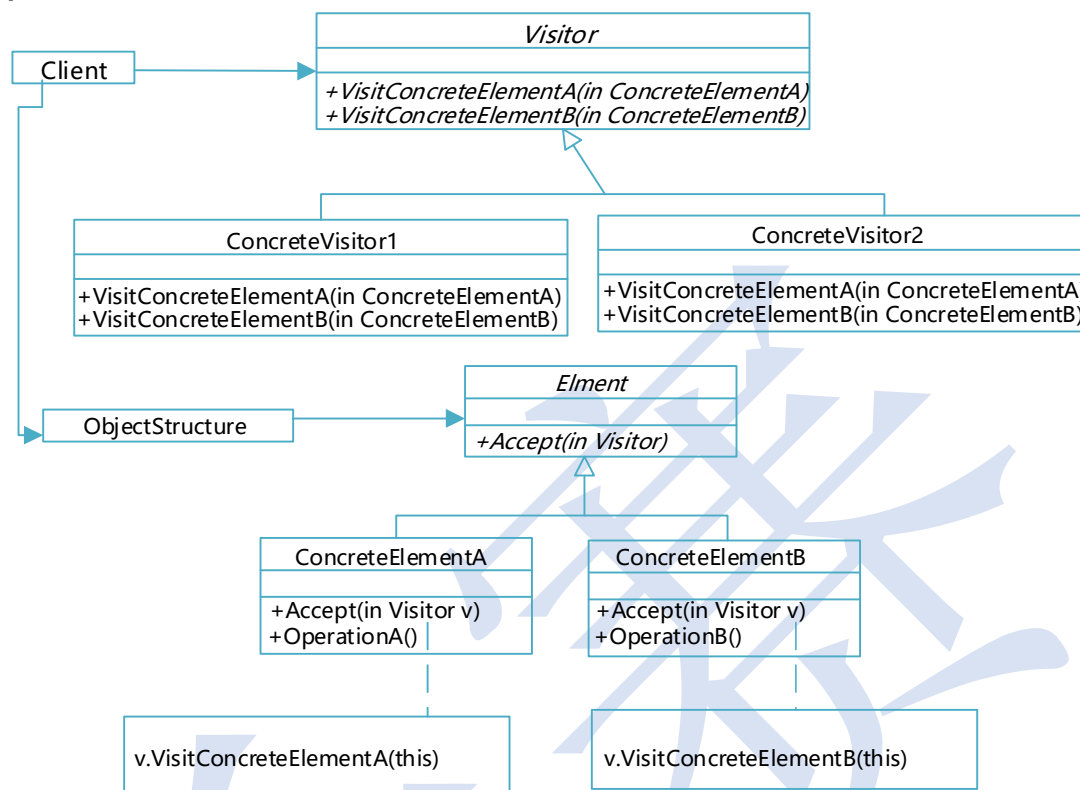 Visitor
Client
+VisitConcreteElementA(in ConcreteElementA)
+VisitConcreteElementB(in ConcreteElementB)
ConcreteVisitor1
ConcreteVisitor2
+VisitConcreteElementA(in ConcreteElementA)
+VisitConcreteElementB(in ConcreteElementB)
+VisitConcreteElementA(in ConcreteElementA)
+VisitConcreteElementB(in ConcreteElementB)
Elment
ObjectStructure
+Accept(in Visitor)
ConcreteElementA
ConcreteElementB
+Accept(in Visitor v)
+OperationA()
+Accept(in Visitor v)
+OperationB()
v.VisitConcreteElementA(this)
v.VisitConcreteElementB(this)